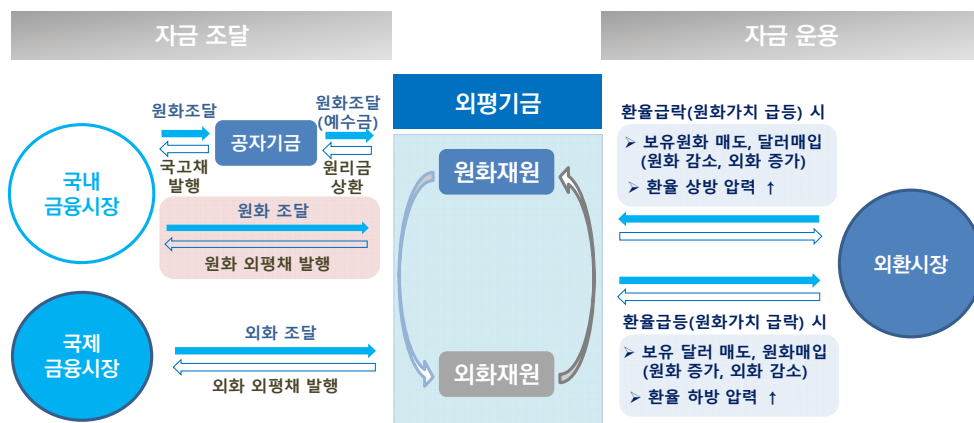 자금 조달
자금 운용
외평기금
원화조달
공자기금
원화조달
(예수금)
국고채
발행
원리금
상환
국내
금융시장
원화 조달
원화 외평채 발행
국제
금융시장
외화 조달
외화 외평채 발행
원화재원
외화재원
환율급락(원화가치 급등) 시
➢ 보유원화 매도, 달러매입
(원화 감소, 외화 증가)
➢ 환율 상방 압력 ↑
외환시장
환율급등(원화가치 급락) 시
➢ 보유 달러 매도, 원화매입
(원화 증가, 외화 감소)
➢ 환율 하방 압력 ↑